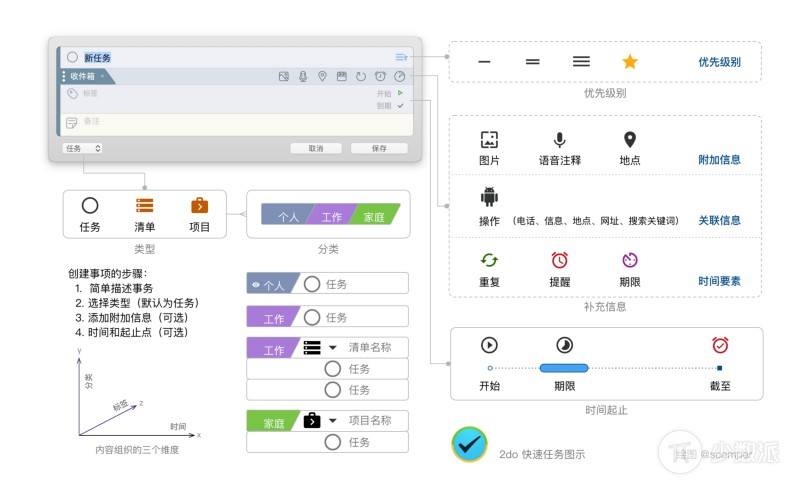 新任务
收件箱
标签
开始
到期
备注
任务
取消
保存
优先级别
优先级别
图片
语音注释
地点
附加信息
操作
(电话、信息、地点、网址、搜索关键词)
关联信息
重复
提醒
期限
时间要素
补充信息
任务
清单
项目
类型
个人
工作
家庭
分类
创建事项的步骤:
1. 简单描述事务
2. 选择类型(默认为任务)
3. 添加附加信息(可选)
4. 时间和起止点(可选)
y
分类
标签
z
时间
x
内容组织的三个维度
个人
任务
工作
任务
工作
清单名称
任务
任务
家庭
项目名称
任务
开始
期限
截至
时间起止
2do 快速任务图示
少数派